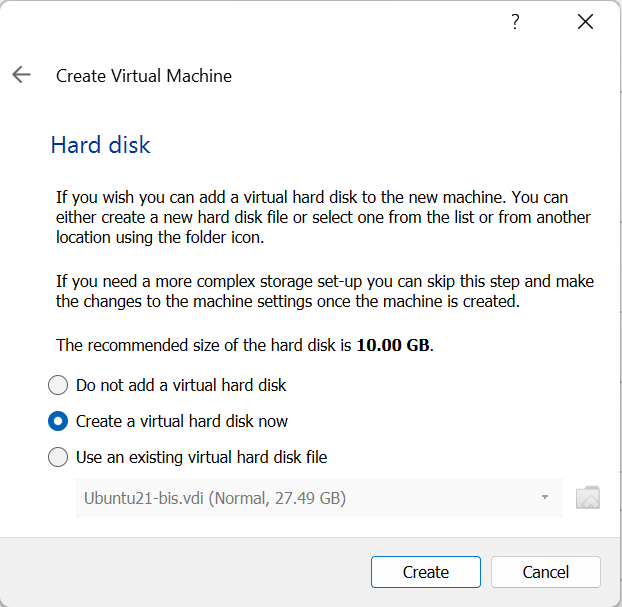 ?
Create Virtual Machine
Hard disk
If you wish you can add a virtual hard disk to the new machine. You can
either create a new hard disk file or select one from the list or from another
location using the folder icon.
If you need a more complex storage set-up you can skip this step and make
the changes to the machine settings once the machine is created.
The recommended size of the hard disk is 10.00 GB.
Do not add a virtual hard disk
Create a virtual hard disk now
Use an existing virtual hard disk file
Ubuntu21-bis.vdi (Normal, 27.49 GB)
Create Cancel